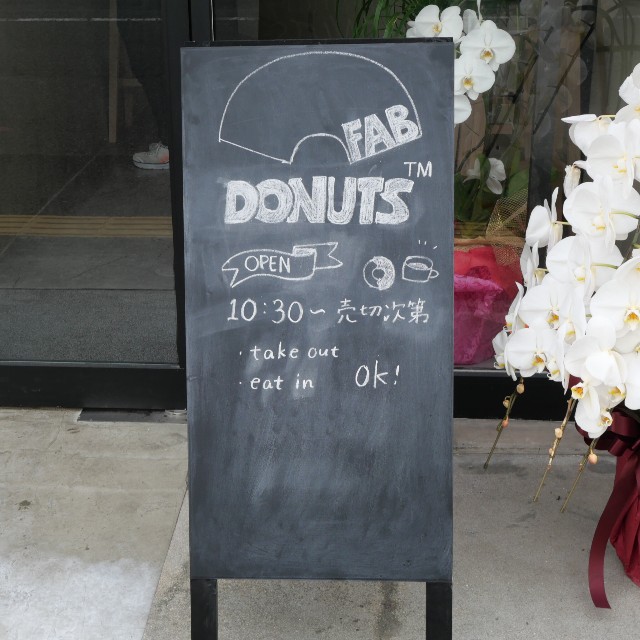 FAB
DONUTS™
OPEN
10:30～売切次第
・take out
・eat in OK!